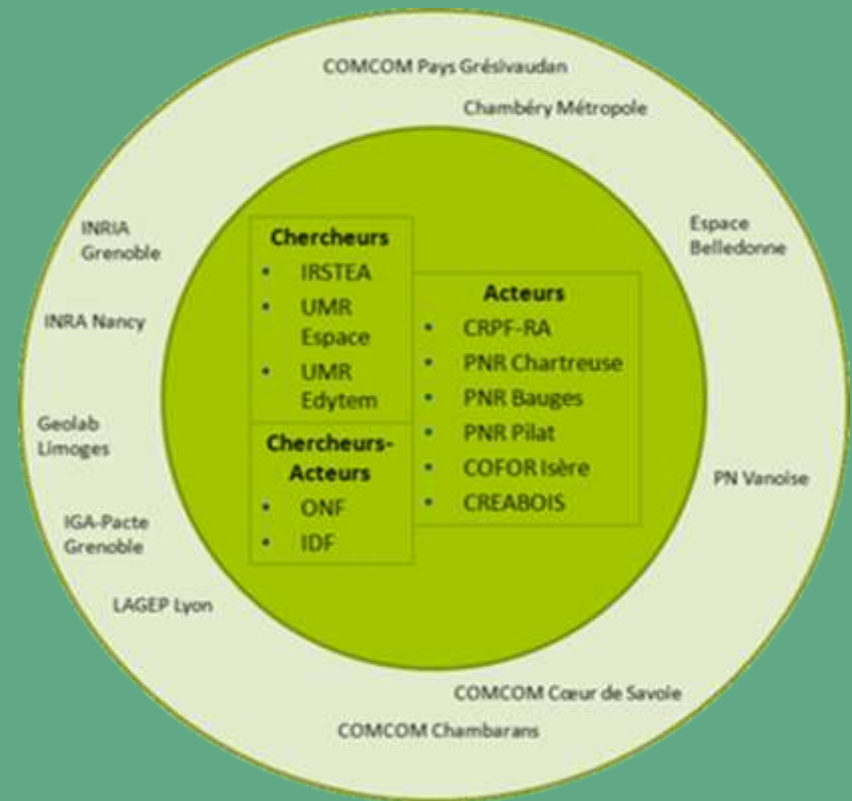 COMCOM Pays Grésivaudan
Chambéry Métropole
INRIA
Grenoble
INRA Nancy
Geolab
Limoges
IGA-Pacte
Grenoble
LAGEP Lyon
Chercheurs
• IRSTEA
• UMR
Espace
• UMR
Edytem
Chercheurs-
Acteurs
• ONF
• IDF
Acteurs
• CRPF-RA
• PNR Chartreuse
• PNR Bauges
• PNR Pilat
• COFOR Isère
• CREABOIS
Espace
Belledonne
PN Vanoise
COMCOM Cœur de Savoie
COMCOM Chambarans